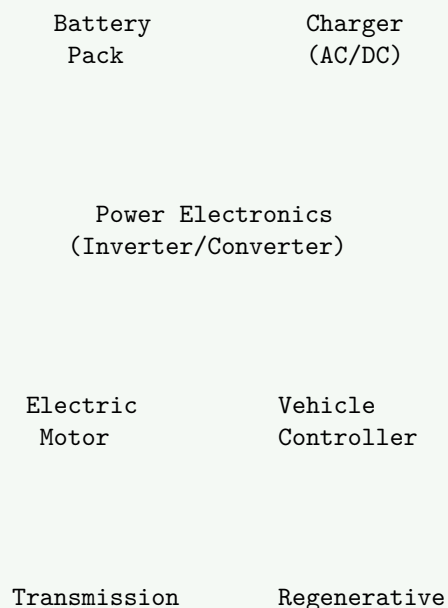 Battery Charger
Pack (AC/DC)
Power Electronics
(Inverter/Converter)
Electric Vehicle
Motor Controller
Transmission Regenerative